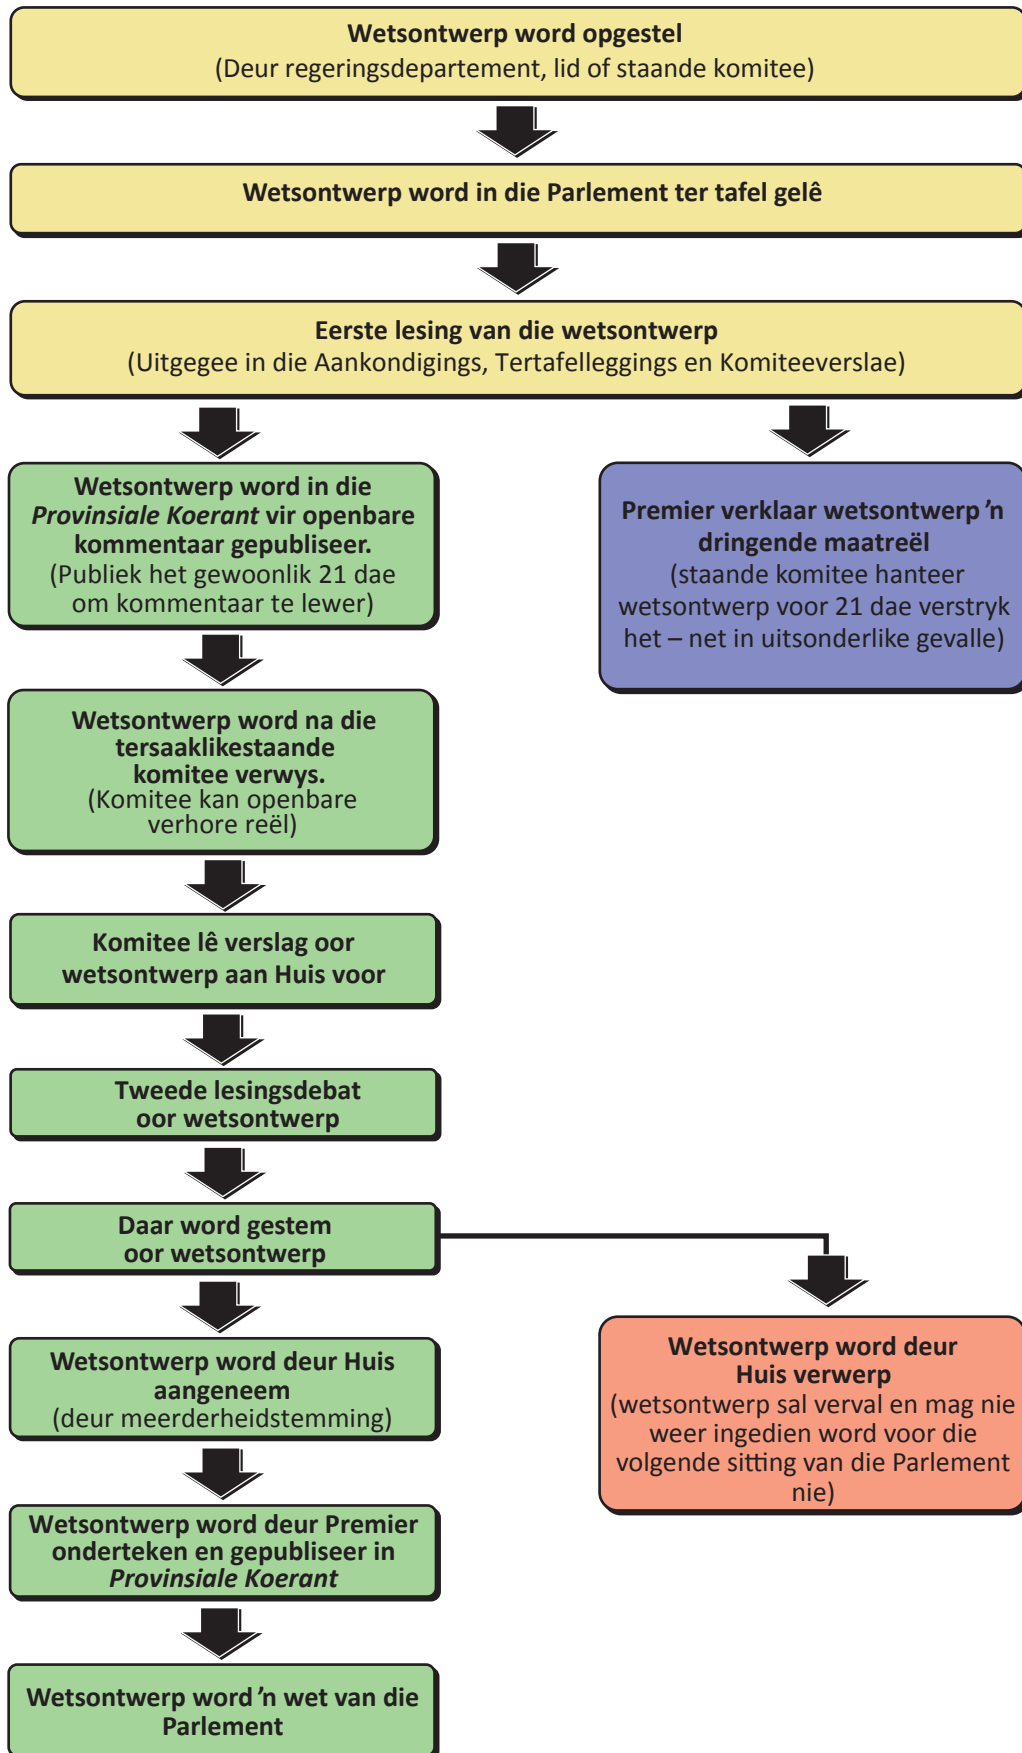 Wetsontwerp word opgestel
(Deur regeringsdepartement, lid of staande komitee)
Wetsontwerp word in die Parlement ter tafel gelê
Eerste lesing van die wetsontwerp
(Uitgegee in die Aankondigings, Tertafelleggings en Komiteeverslae)
Wetsontwerp word in die
Provinsiale Koerant vir openbare
kommentaar gepubliseer.
(Publiek het gewoonlik 21 dae
om kommentaar te lewer)
Premier verklaar wetsontwerp 'n
dringende maatreël
(staande komitee hanteer
wetsontwerp voor 21 dae verstryk
het – net in uitsonderlike gevalle)
Wetsontwerp word na die
tersaaklikestaande
komitee verwys.
(Komitee kan openbare
verhore reël)
Komitee lê verslag oor
wetsontwerp aan Huis voor
Tweede lesingsdebat
oor wetsontwerp
Daar word gestem
oor wetsontwerp
Wetsontwerp word deur Huis
aangeneem
(deur meerderheidstemming)
Wetsontwerp word deur
Huis verwerp
(wetsontwerp sal verval en mag nie
weer ingedien word voor die
volgende sitting van die Parlement
nie)
Wetsontwerp word deur Premier
onderteken en gepubliseer in
Provinsiale Koerant
Wetsontwerp word 'n wet van die
Parlement